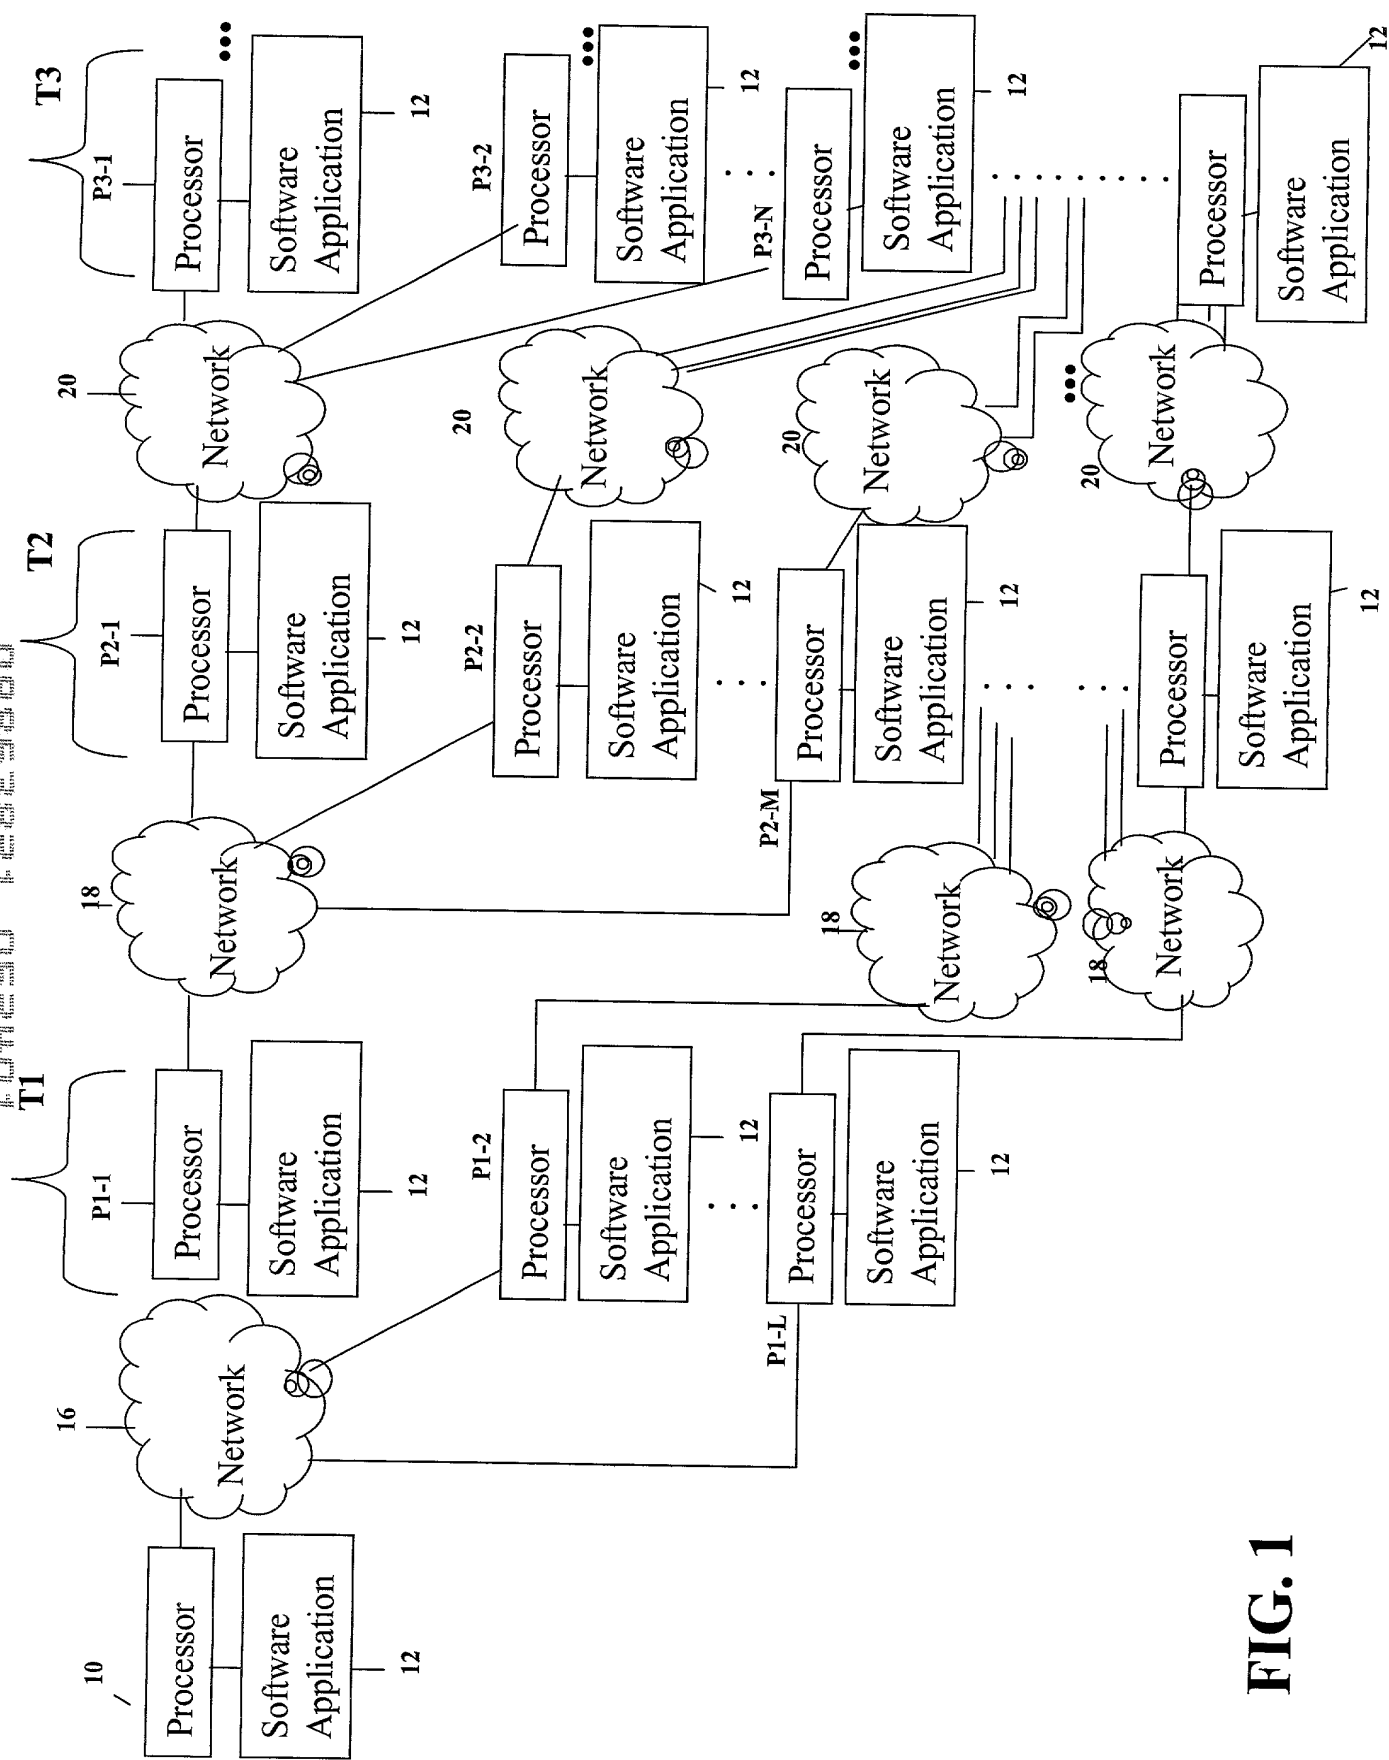 T1
T2
T3
10
Processor
Software
Application
12
16
Network
P1-1
Processor
Software
Application
12
18
Network
P2-1
Processor
Software
Application
12
20
Network
P3-1
Processor
Software
Application
12
P1-2
Processor
Software
Application
12
P2-2
Processor
Software
Application
12
20
Network
P3-2
Processor
Software
Application
12
P1-L
Processor
Software
Application
12
18
Network
P2-M
Processor
Software
Application
12
20
Network
P3-N
Processor
Software
Application
12
18
Network
Processor
Software
Application
12
20
Network
Processor
Software
Application
12
FIG. 1